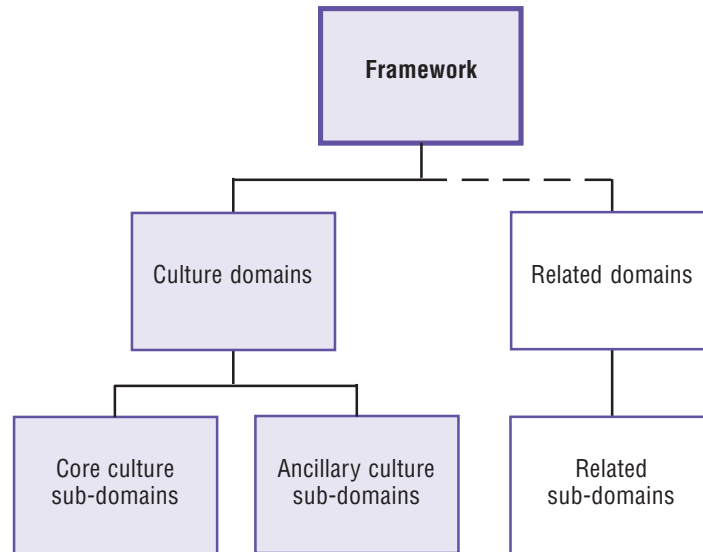 Framework
Culture domains
Related domains
Core culture
sub-domains
Ancillary culture
sub-domains
Related
sub-domains